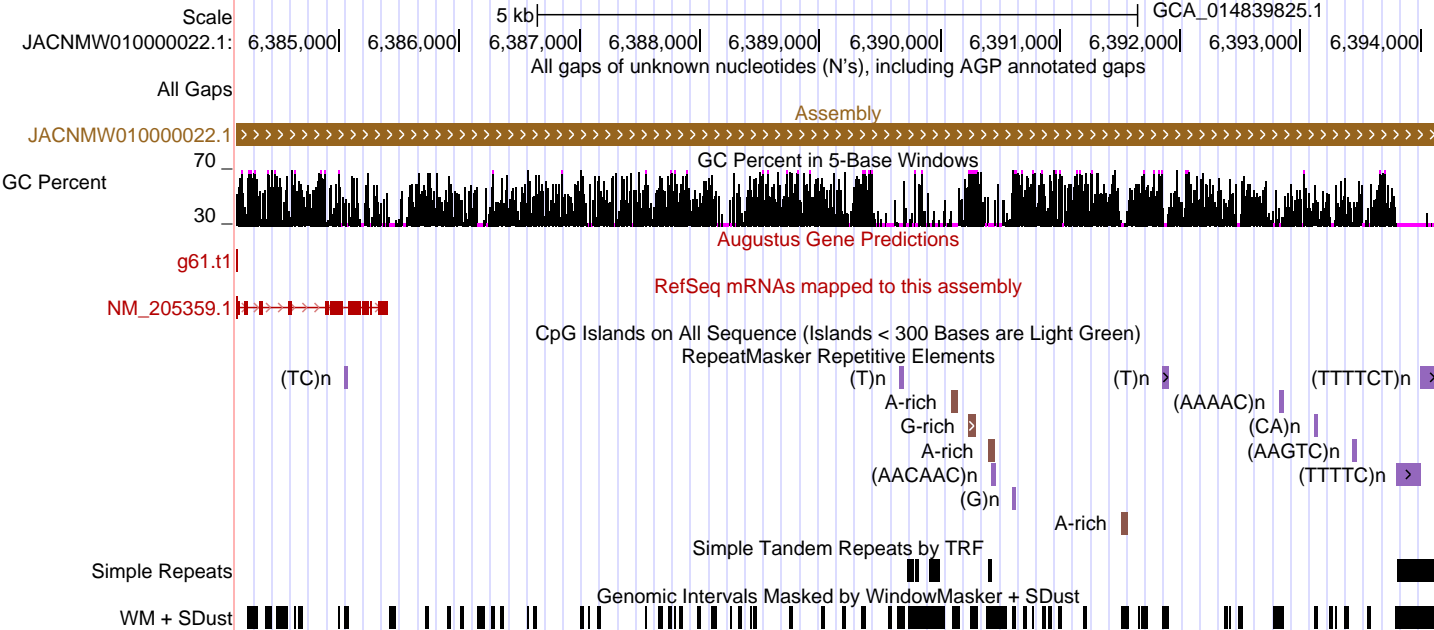 Scale 5 kb GCA_014839825.1
JACNMW010000022.1: 6,385,000 6,386,000 6,387,000 6,388,000 6,389,000 6,390,000 6,391,000 6,392,000 6,393,000 6,394,000
All gaps of unknown nucleotides (N's), including AGP annotated gaps
All Gaps
Assembly
JACNMW010000022.1
70 GC Percent in 5-Base Windows
GC Percent
30
Augustus Gene Predictions
g61.t1
RefSeq mRNAs mapped to this assembly
NM_205359.1
CpG Islands on All Sequence (Islands < 300 Bases are Light Green)
RepeatMasker Repetitive Elements
(TC)n (T)n (T)n (TTTTCT)n
A-rich (AAAAC)n
G-rich (CA)n
A-rich (AAGTC)n
(AACAAC)n (TTTTC)n
(G)n
A-rich
Simple Tandem Repeats by TRF
Simple Repeats
Genomic Intervals Masked by WindowMasker + SDust
WM + SDust